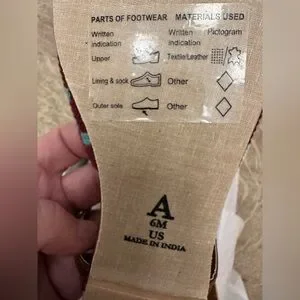 PARTS OF FOOTWEAR MATERIALS USED
Written Written Pictogram
indication indication
Upper Textile/Leather
Lining & sock Other
Outer sole Other
A
6M
US
MADE IN INDIA